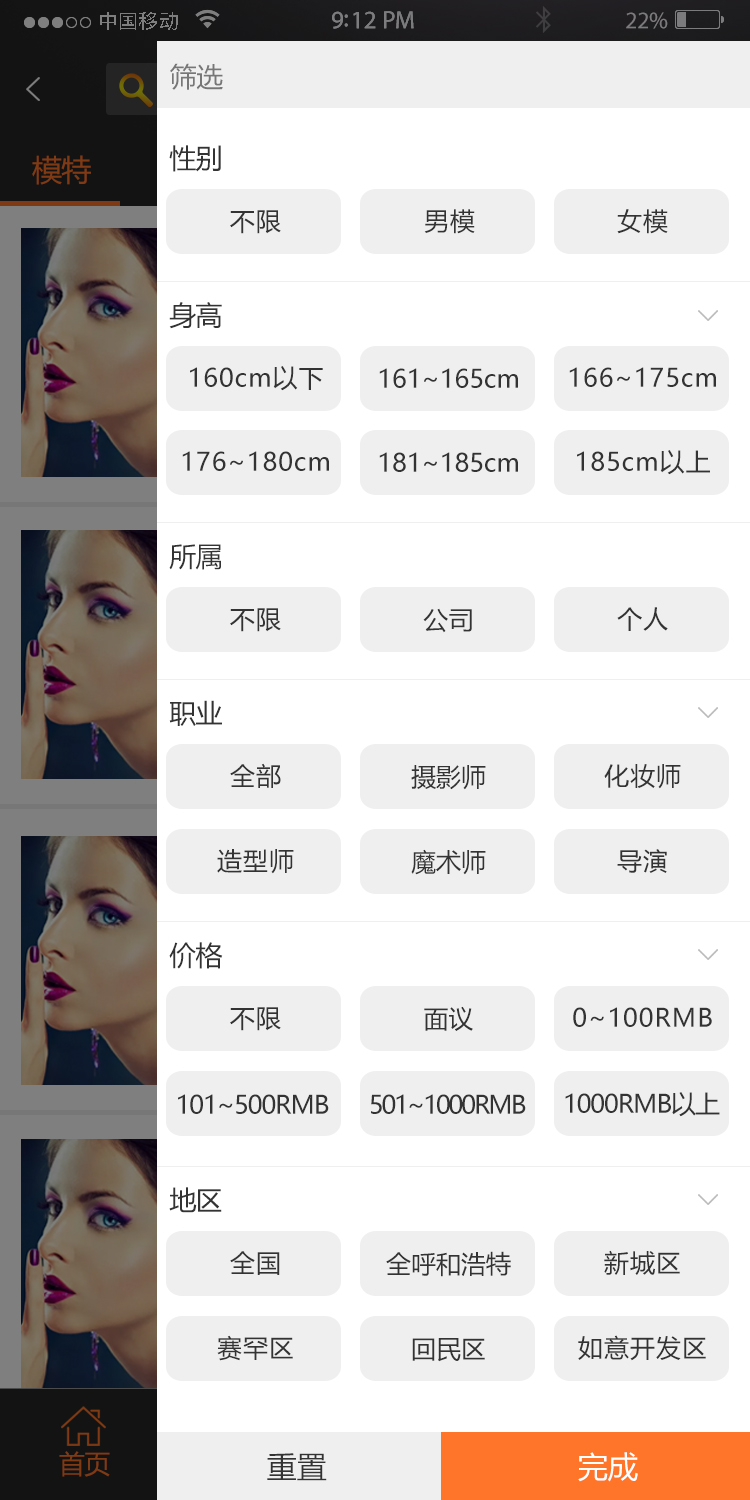 中国移动 9:12 PM 22%
筛选
模特
性别
不限 男模 女模
身高
160cm以下 161~165cm 166~175cm
176~180cm 181~185cm 185cm以上
所属
不限 公司 个人
职业
全部 摄影师 化妆师
造型师 魔术师 导演
价格
不限 面议 0~100RMB
101~500RMB 501~1000RMB 1000RMB以上
地区
全国 全呼和浩特 新城区
赛罕区 回民区 如意开发区
首页 重置 完成